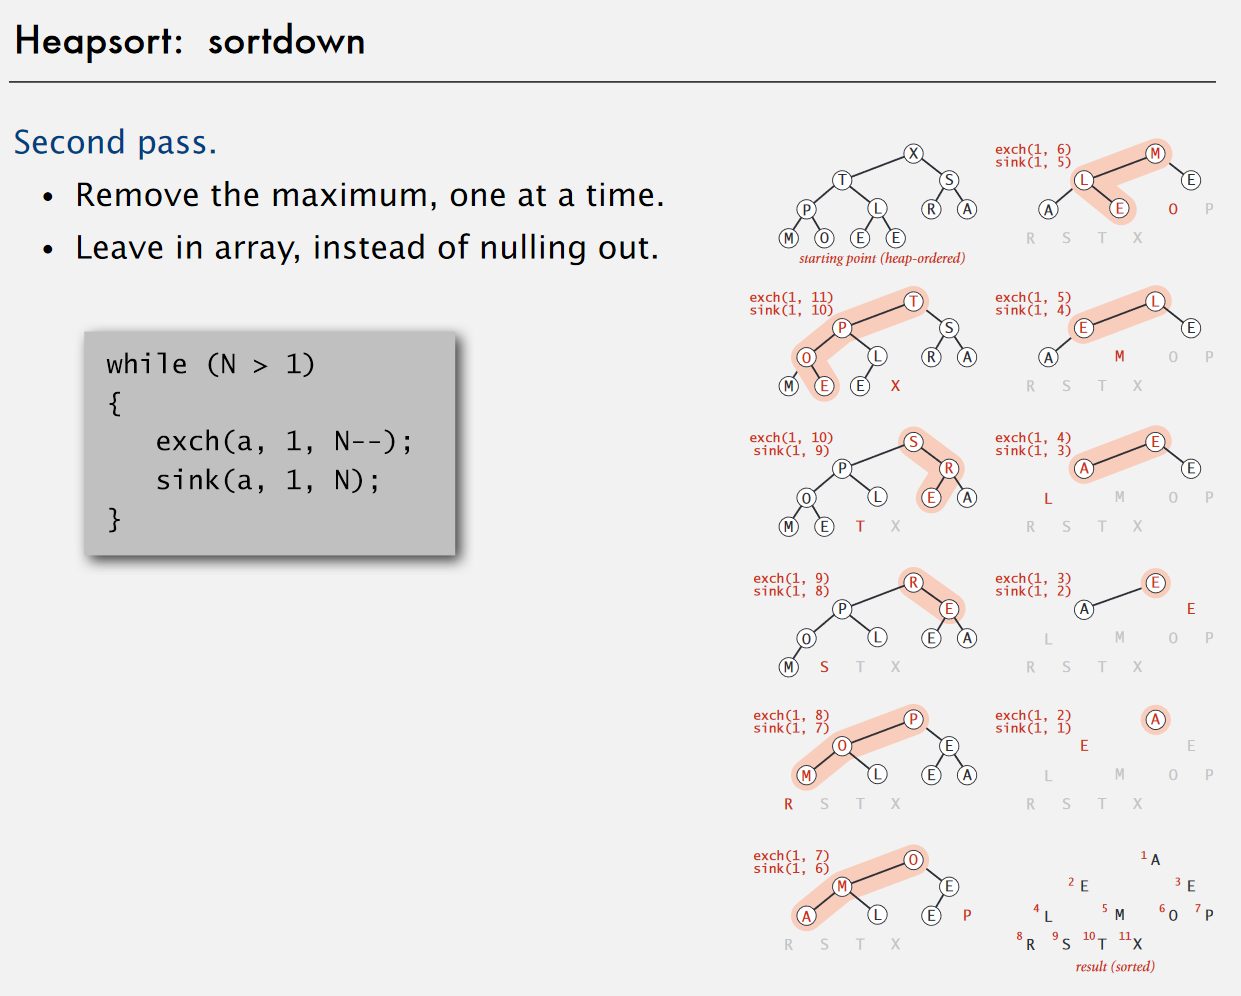 Heapsort: sortdown
Second pass.
• Remove the maximum, one at a time.
• Leave in array, instead of nulling out.
while (N > 1)
{
exch(a, 1, N--);
sink(a, 1, N);
}
X
T S
P L R A
M O E E
starting point (heap-ordered)
exch(1, 11)
sink(1, 10)
T
P S
O L R A
M E E X
exch(1, 10)
sink(1, 9)
S
P R
O L E A
M E T X
exch(1, 9)
sink(1, 8)
R
P E
O L E A
M S T X
exch(1, 8)
sink(1, 7)
P
O E
M L E A
R S T X
exch(1, 7)
sink(1, 6)
O
M E
A L E P
R S T X
exch(1, 6)
sink(1, 5)
M
L E
A E O P
R S T X
exch(1, 5)
sink(1, 4)
L
E E
A M O P
R S T X
exch(1, 4)
sink(1, 3)
E
A E
L M O P
R S T X
exch(1, 3)
sink(1, 2)
E
A E
L M O P
R S T X
exch(1, 2)
sink(1, 1)
A
E E
L M O P
R S T X
1 A
2 E 3 E
4 L 5 M 6 O 7 P
8 R 9 S 10 T 11 X
result (sorted)